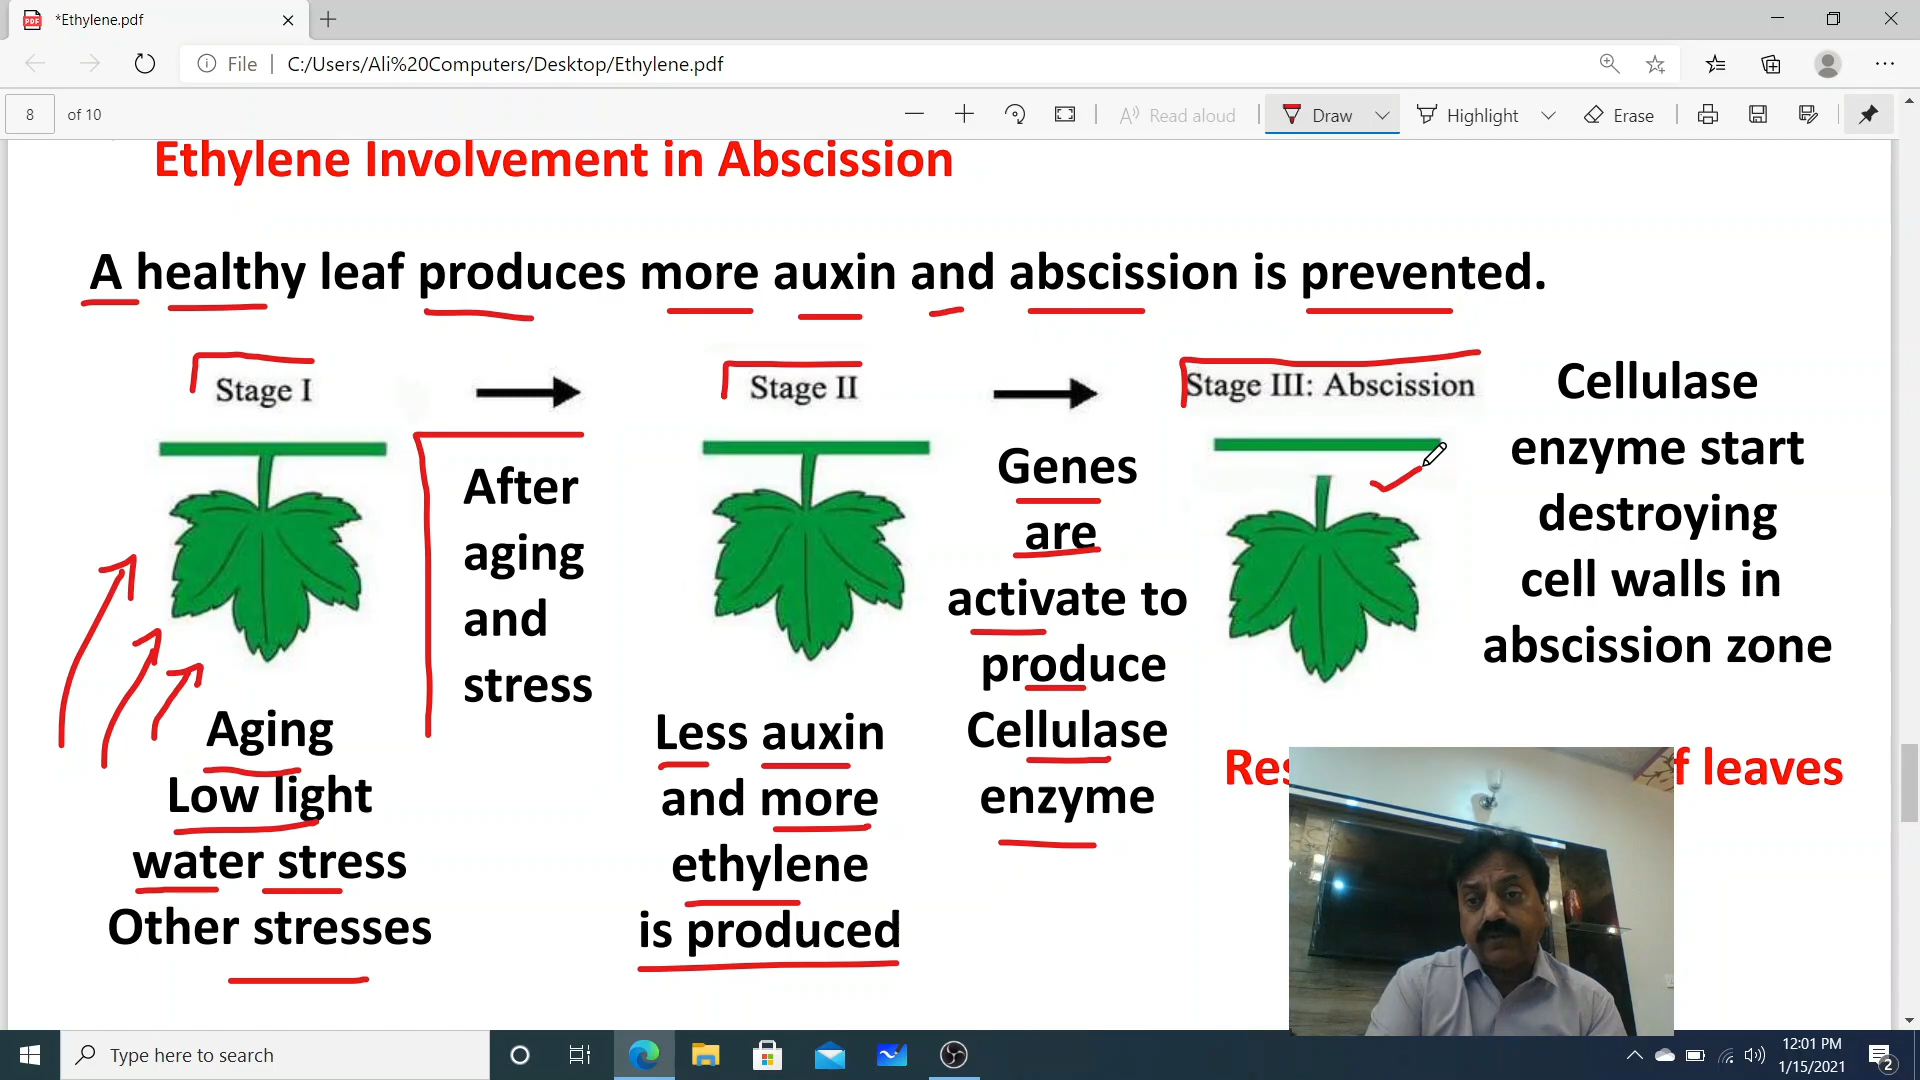 *Ethylene.pdf
File
C:/Users/Ali%20Computers/Desktop/Ethylene.pdf
8 of 10
Read aloud
Draw
Highlight
Erase
Ethylene Involvement in Abscission
A healthy leaf produces more auxin and abscission is prevented.
Stage I
After
aging
and
stress
Aging
Low light
water stress
Other stresses
Stage II
Less auxin
and more
ethylene
is produced
Genes
are
activate to
produce
Cellulase
enzyme
Stage III: Abscission
Cellulase
enzyme start
destroying
cell walls in
abscission zone
leaves
Type here to search
12:01 PM
1/15/2021
2